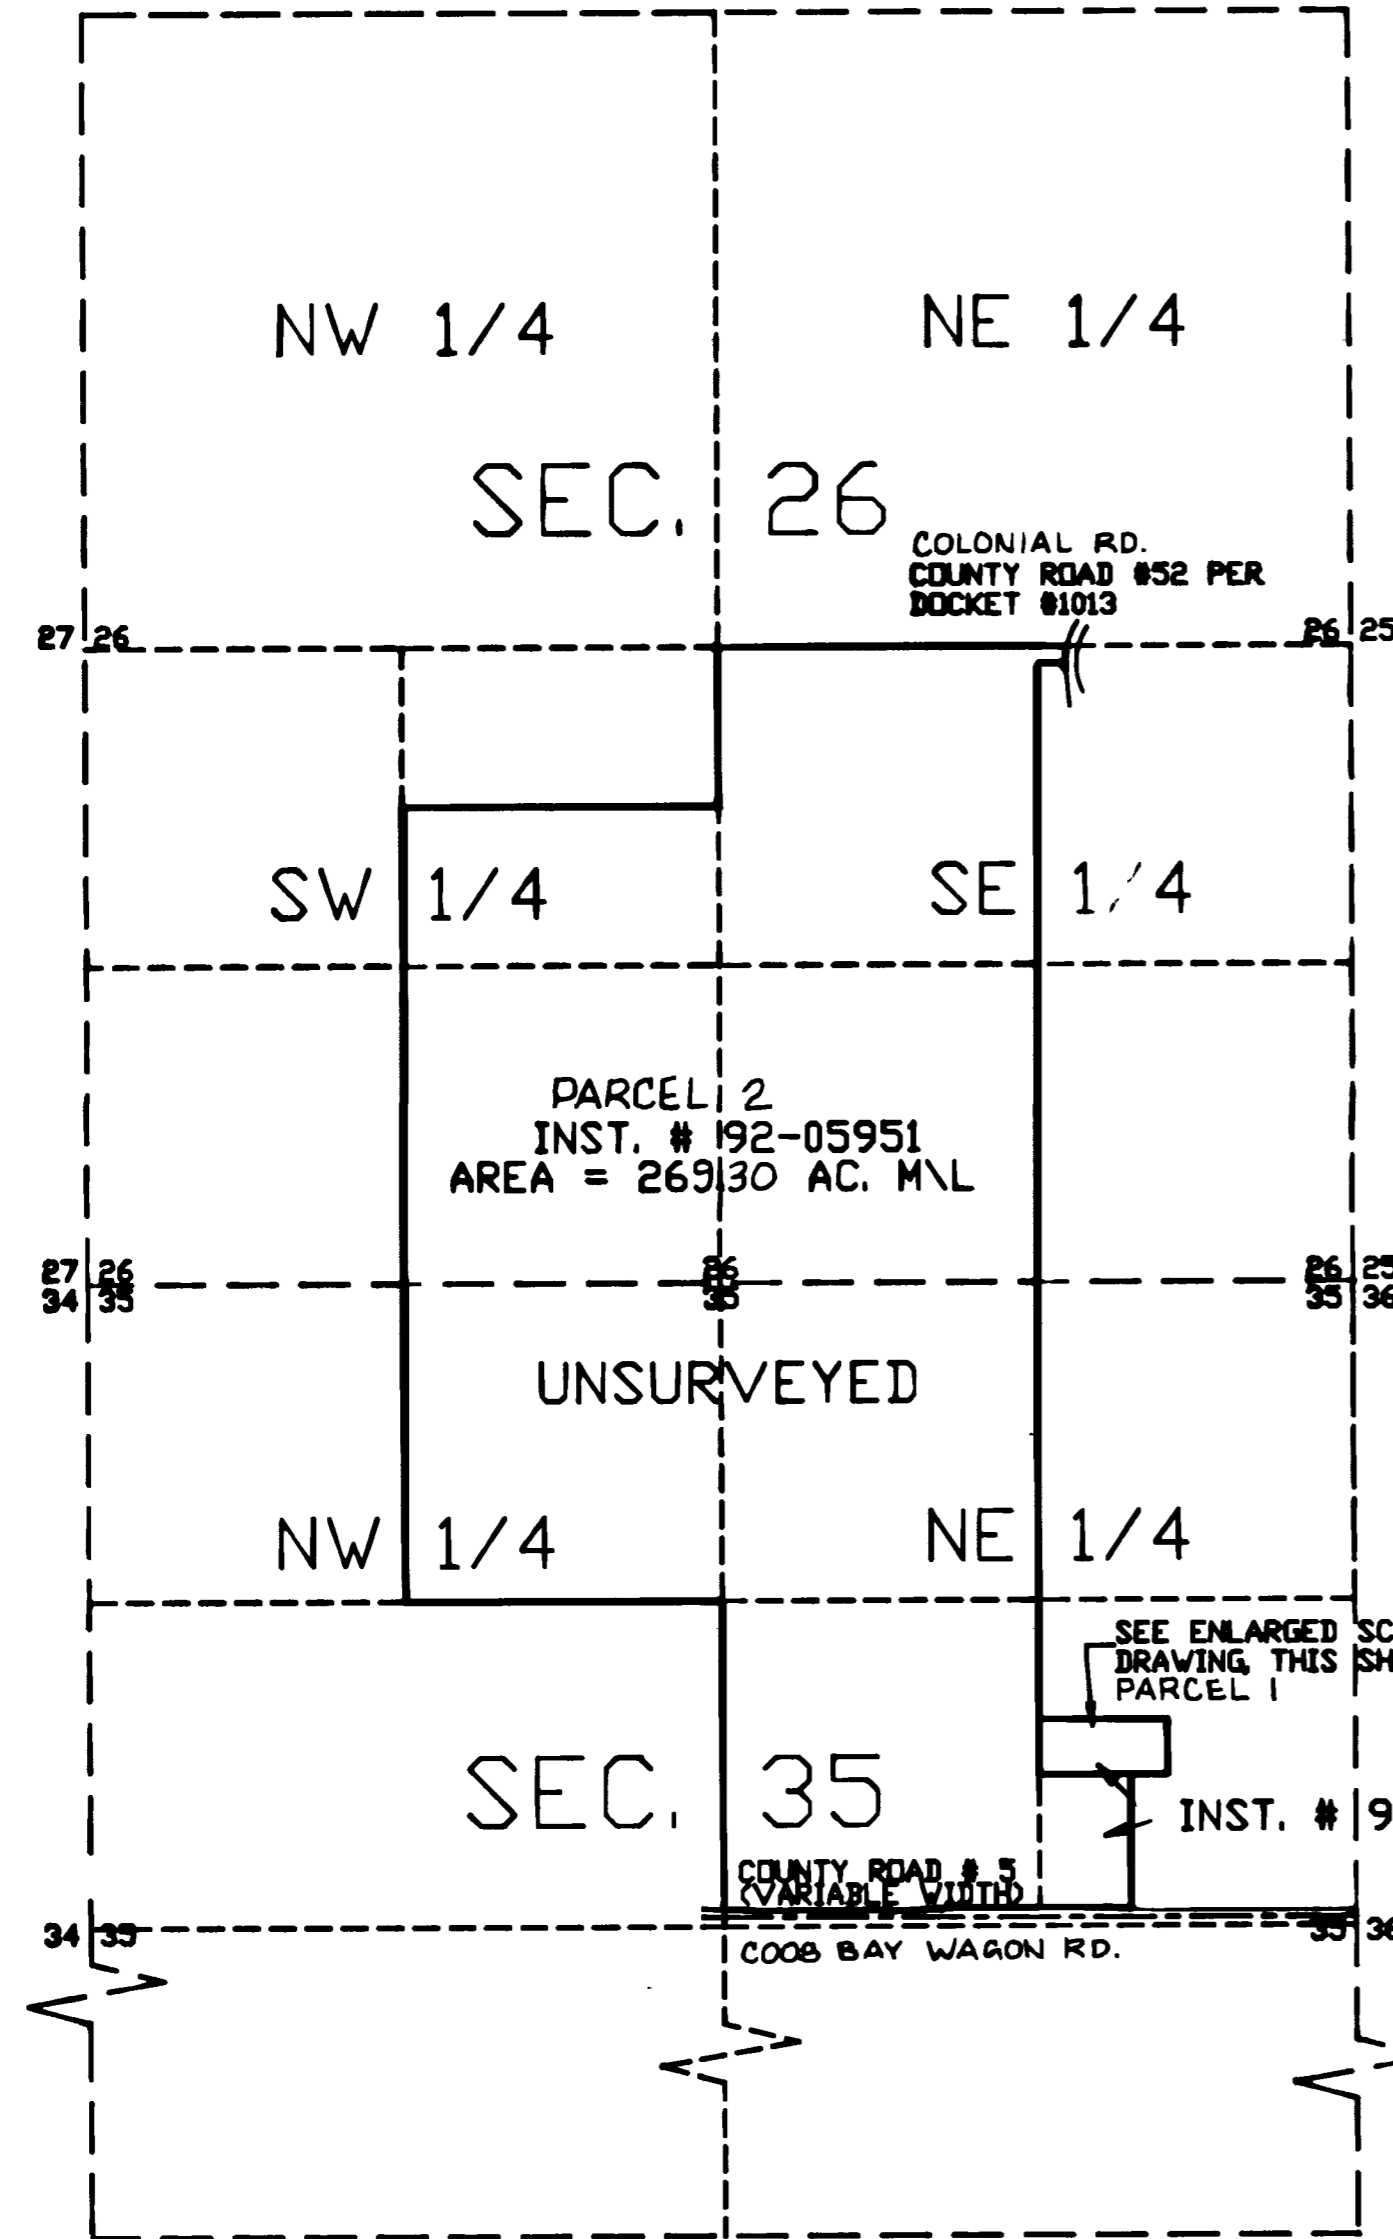 NW 1/4
NE 1/4
SEC. 26
COLONIAL RD.
COUNTY ROAD #52 PER
DOCKET #1013
27 26
26 25
SW 1/4
SE 1/4
PARCEL 2
INST. # 92-05951
AREA = 269.30 AC. M\L
27 26
34 35
26
35
26 25
35 36
UNSURVEYED
NW 1/4
NE 1/4
SEE ENLARGED SC
DRAWING, THIS SH
PARCEL 1
SEC. 35
INST. # 9
COUNTY ROAD # 5
(VARIABLE WIDTH)
34 35
35 36
COOS BAY WAGON RD.